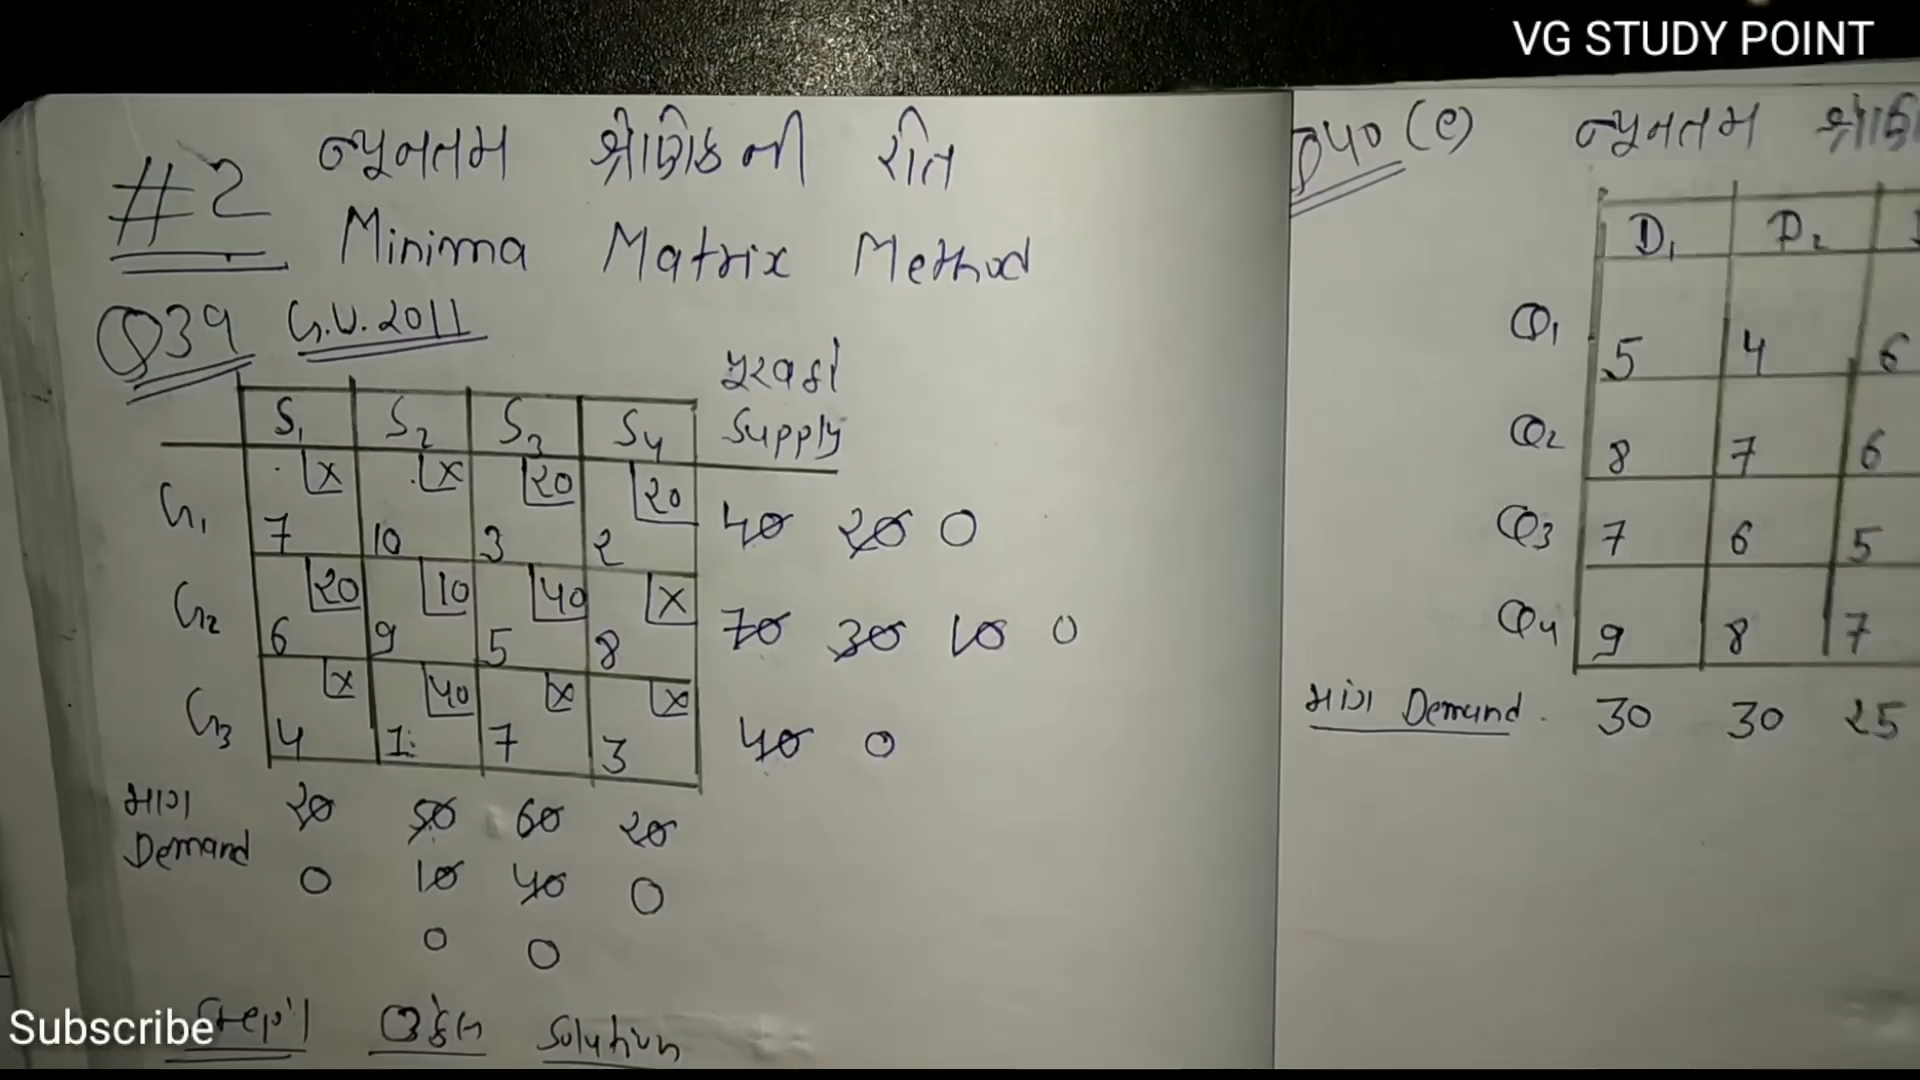 VG STUDY POINT
#2 ન્યૂનતમ શ્રેણિકની રીત
Minima Matrix Method
Q39 G.U. 2011
પુરવઠો
S1 S2 S3 S4 Supply
x x 20 20
G1 7 10 3 2 40 20 0
20 10 40 x
G2 6 9 5 8 70 30 10 0
x 40 x x
G3 4 1 7 3 40 0
માંગ 20 50 60 20
Demand 0 10 40 0
0 0
Step:1 ઉકેલ Solution
Subscribe
Q40 (e) ન્યૂનતમ
D1 D2
O1 5 4 6
O2 8 7 6
O3 7 6 5
O4 9 8 7
માંગ Demand 30 30 25